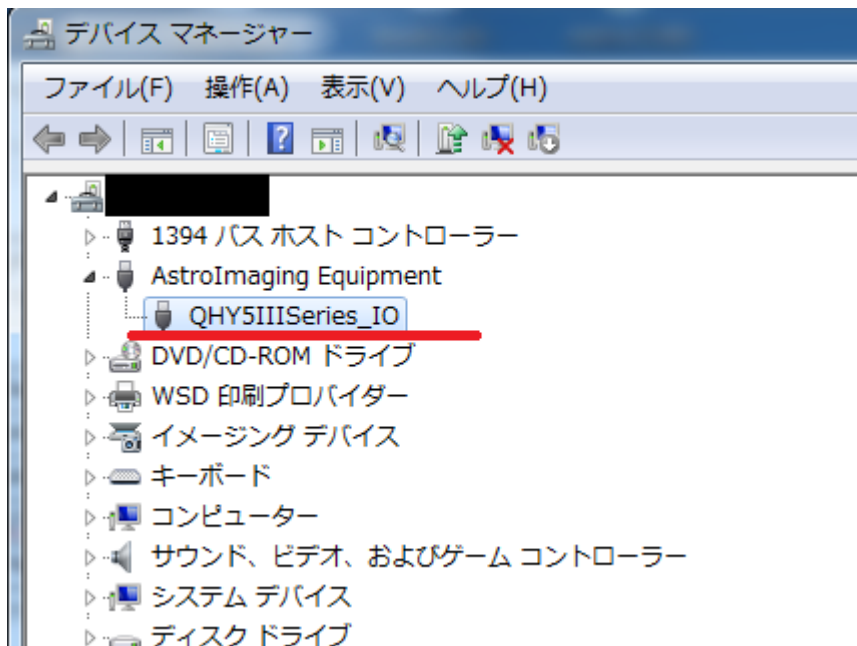 デバイス マネージャー
ファイル(F) 操作(A) 表示(V) ヘルプ(H)
1394 バス ホスト コントローラー
AstroImaging Equipment
QHY5IIISeries_IO
DVD/CD-ROM ドライブ
WSD 印刷プロバイダー
イメージング デバイス
キーボード
コンピューター
サウンド、ビデオ、およびゲーム コントローラー
システム デバイス
ディスク ドライブ